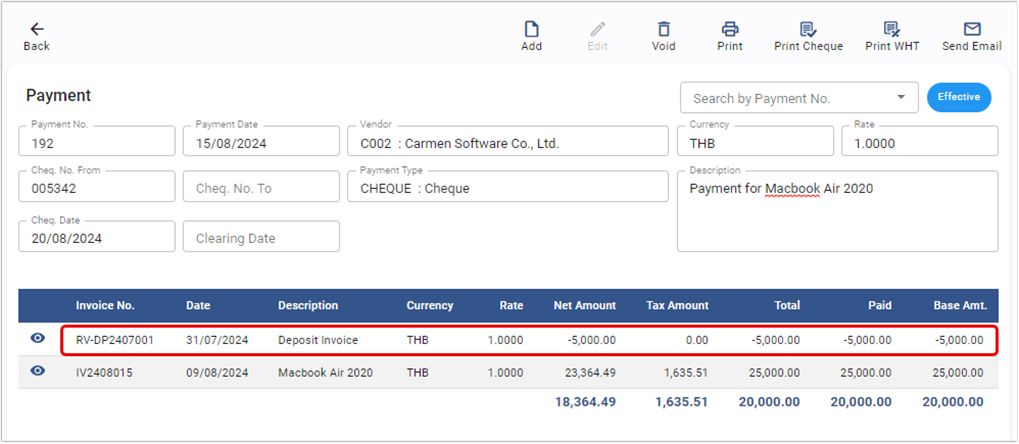 Back
Add
Edit
Void
Print
Print Cheque
Print WHT
Send Email
Payment
Search by Payment No.
Effective
Payment No.
192
Payment Date
15/08/2024
Vendor
C002 : Carmen Software Co., Ltd.
Currency
THB
Rate
1.0000
Cheq. No. From
005342
Cheq. No. To
Payment Type
CHEQUE : Cheque
Description
Payment for Macbook Air 2020
Cheq. Date
20/08/2024
Clearing Date
Invoice No. Date Description Currency Rate Net Amount Tax Amount Total Paid Base Amt.
RV-DP2407001 31/07/2024 Deposit Invoice THB 1.0000 -5,000.00 0.00 -5,000.00 -5,000.00 -5,000.00
IV2408015 09/08/2024 Macbook Air 2020 THB 1.0000 23,364.49 1,635.51 25,000.00 25,000.00 25,000.00
18,364.49 1,635.51 20,000.00 20,000.00 20,000.00